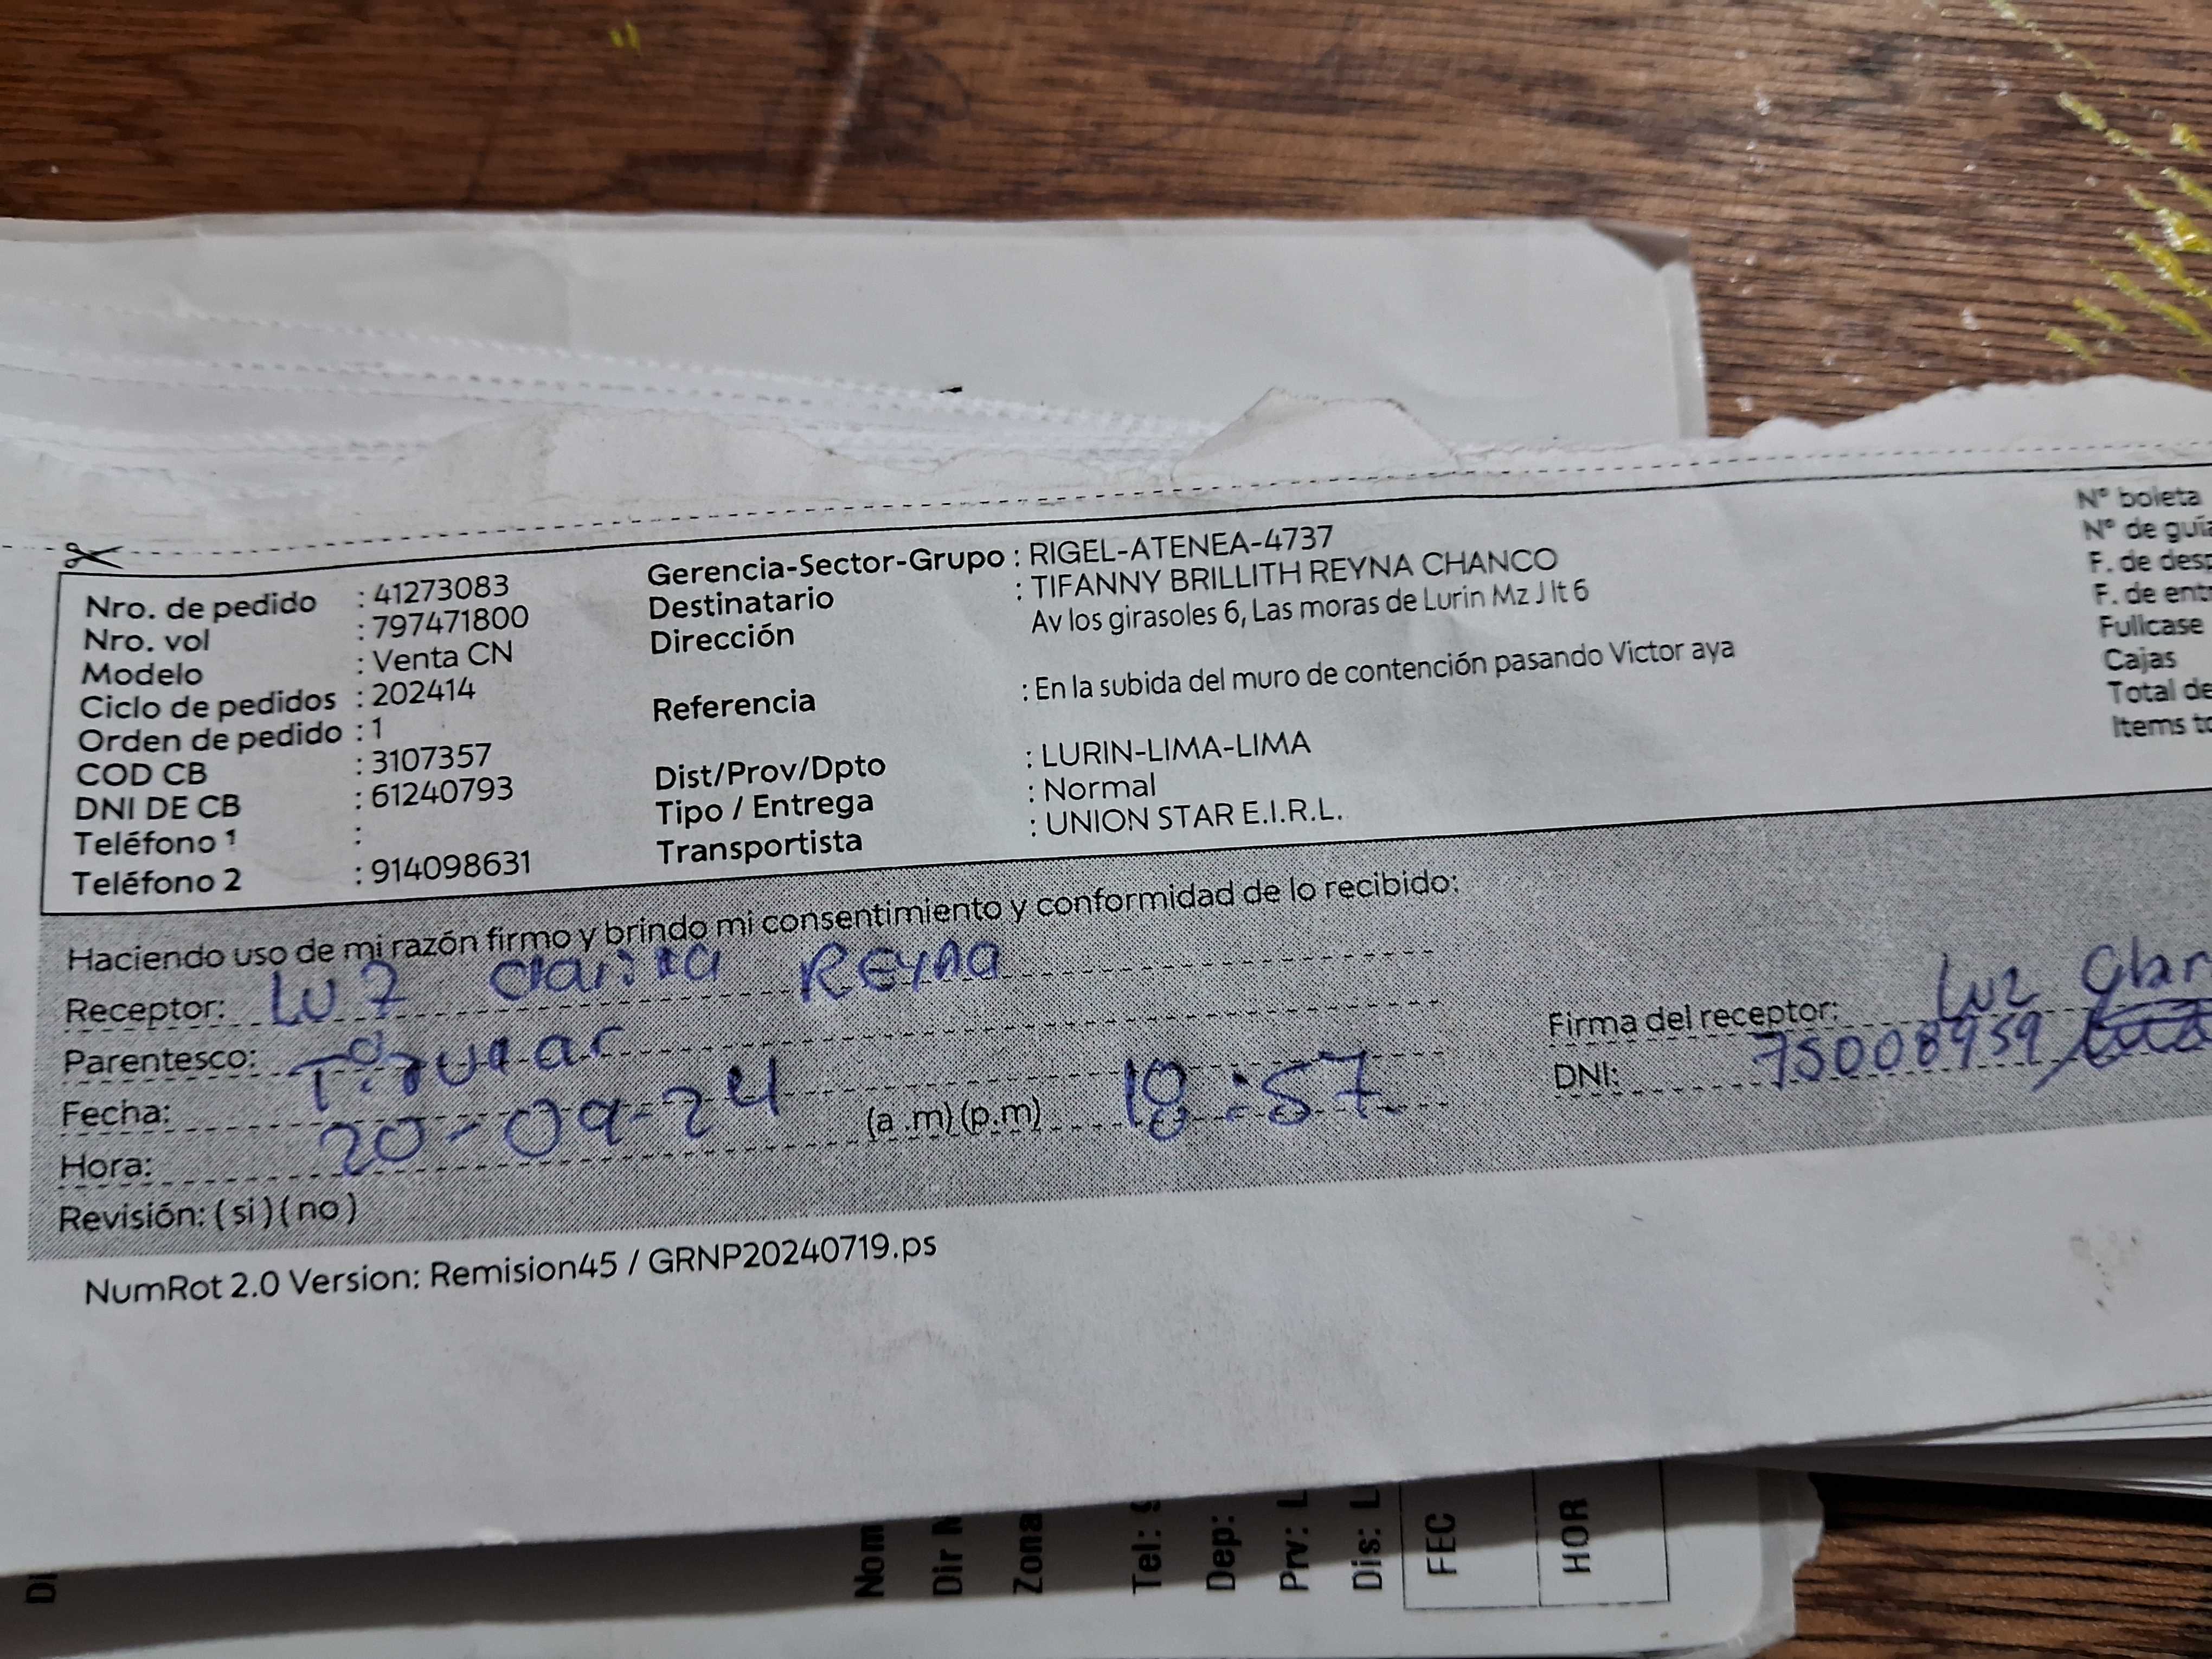 Nro. de pedido : 41273083
Nro. vol : 797471800
Modelo : Venta CN
Ciclo de pedidos : 202414
Orden de pedido : 1
COD CB : 3107357
DNI DE CB : 61240793
Teléfono 1 :
Teléfono 2 : 914098631
Gerencia-Sector-Grupo : RIGEL-ATENEA-4737
Destinatario : TIFANNY BRILLITH REYNA CHANCO
Dirección Av los girasoles 6, Las moras de Lurin Mz J lt 6
Referencia : En la subida del muro de contención pasando Victor aya
Dist/Prov/Dpto : LURIN-LIMA-LIMA
Tipo / Entrega : Normal
Transportista : UNION STAR E.I.R.L.
N° boleta
N° de guía
F. de desp
F. de entr
Fullcase
Cajas
Total de
Items to
Haciendo uso de mi razón firmo y brindo mi consentimiento y conformidad de lo recibido:
Receptor: Luz Reyna
Parentesco:
Fecha: 20-09-24
Hora: (a .m) (p.m) 18:57
Revisión: ( si ) ( no )
Firma del receptor: Luz
DNI: 75008959
NumRot 2.0 Version: Remision45 / GRNP20240719.ps
Nom
Dir N
Zona
Tel:
Dep:
Prv: L
Dis: L
FEC
HOR